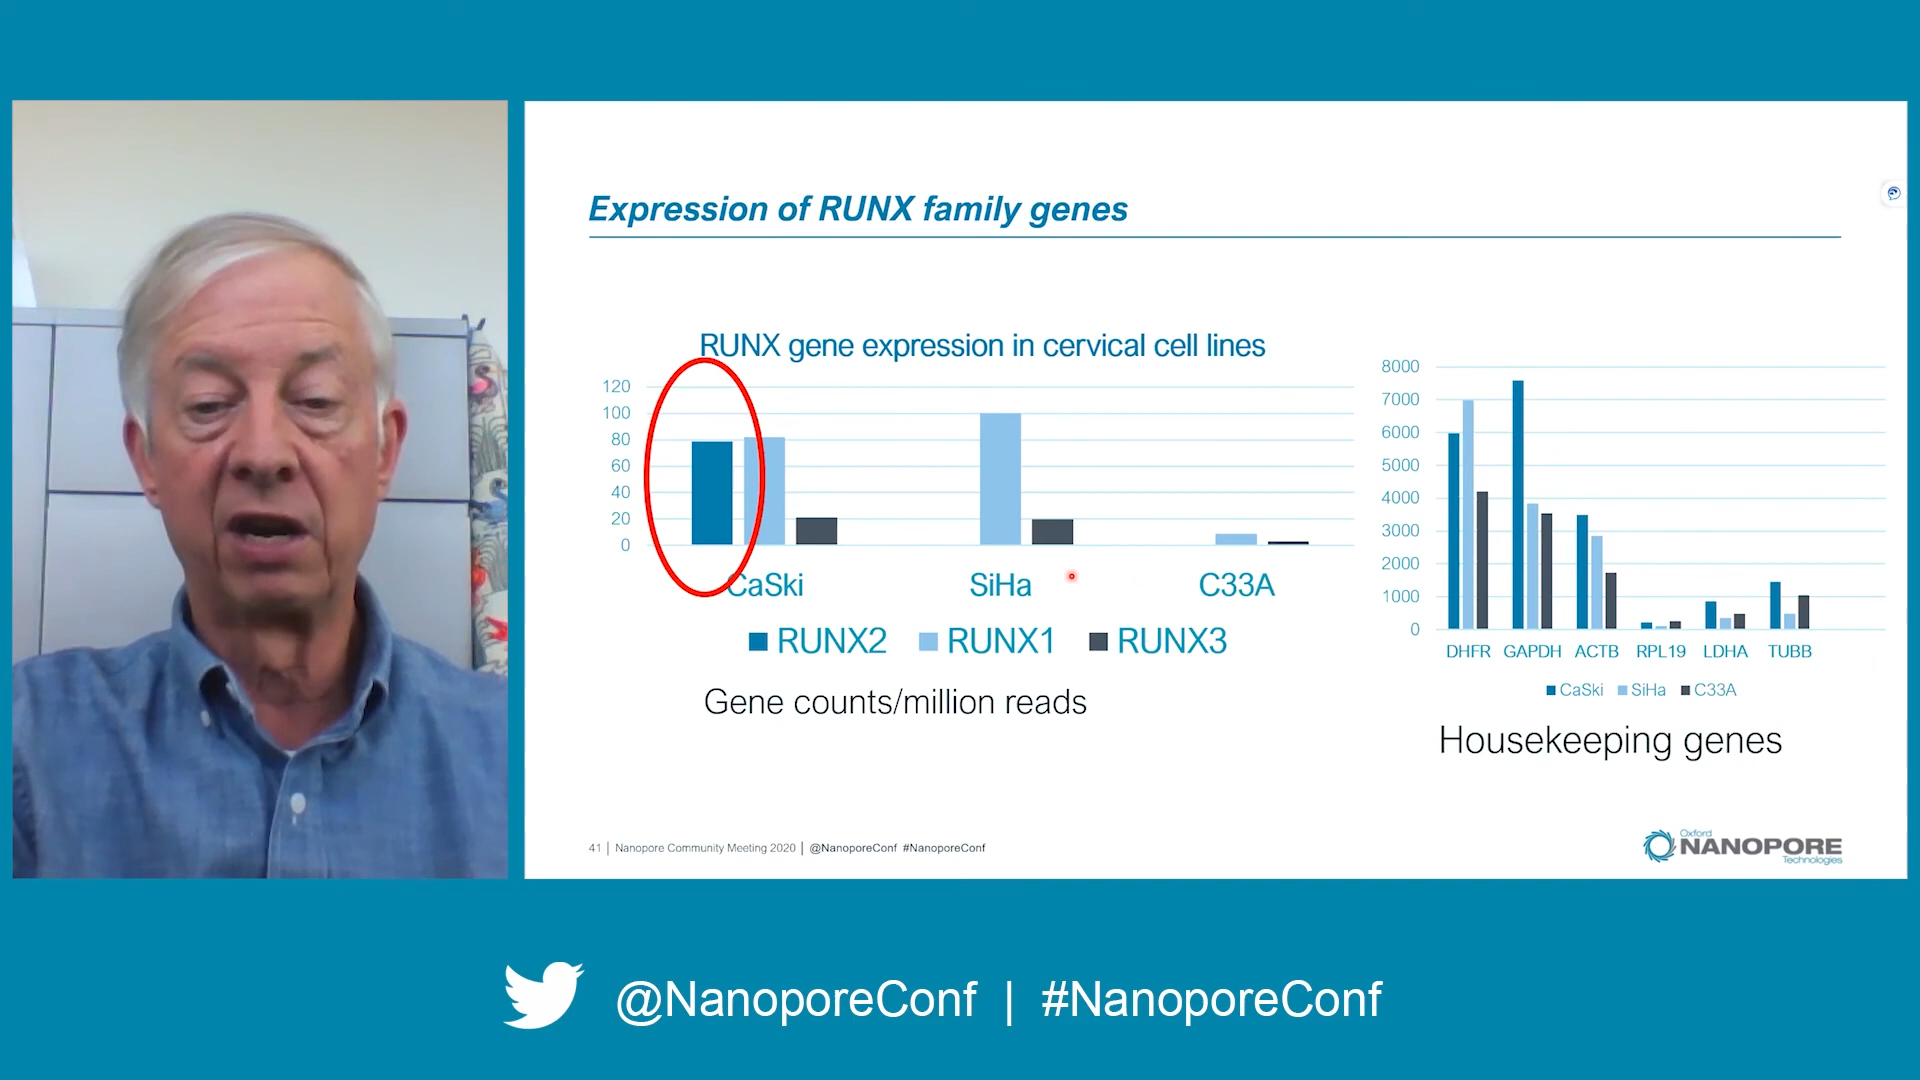 Expression of RUNX family genes
RUNX gene expression in cervical cell lines
120
100
80
60
40
20
0
CaSki
SiHa
C33A
RUNX2 RUNX1 RUNX3
Gene counts/million reads
8000
7000
6000
5000
4000
3000
2000
1000
0
DHFR GAPDH ACTB RPL19 LDHA TUBB
CaSki SiHa C33A
Housekeeping genes
41 | Nanopore Community Meeting 2020 | @NanoporeConf #NanoporeConf
Oxford
NANOPORE
Technologies
@NanoporeConf | #NanoporeConf